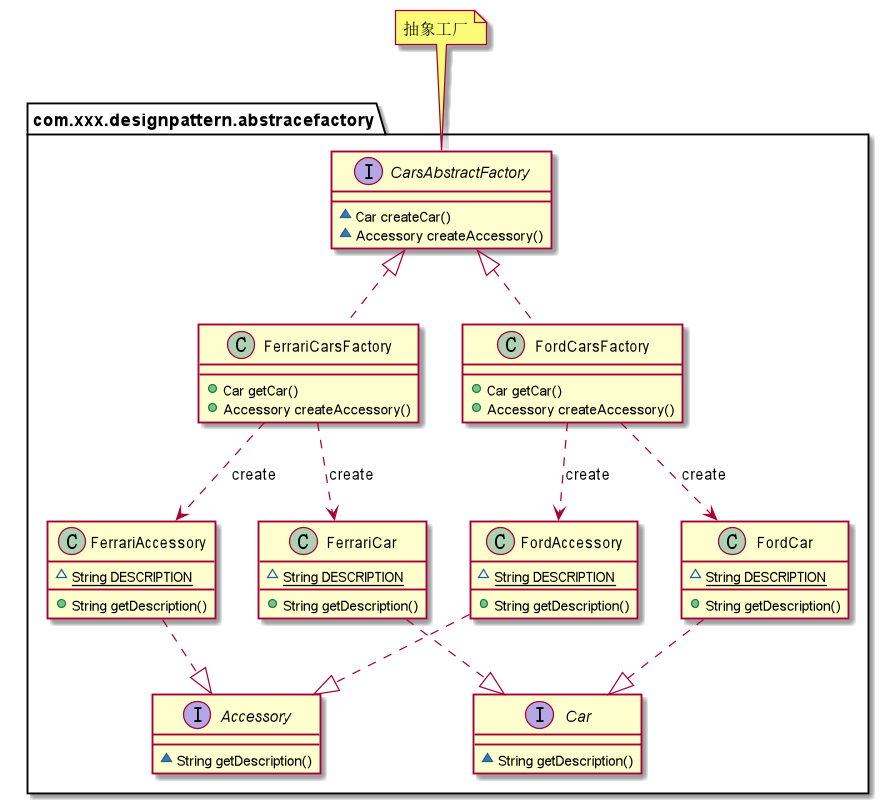 抽象工厂
com.xxx.designpattern.abstracefactory
I CarsAbstractFactory
Car createCar()
Accessory createAccessory()
C FerrariCarsFactory
Car getCar()
Accessory createAccessory()
C FordCarsFactory
Car getCar()
Accessory createAccessory()
create
create
create
create
C FerrariAccessory
String DESCRIPTION
String getDescription()
C FerrariCar
String DESCRIPTION
String getDescription()
C FordAccessory
String DESCRIPTION
String getDescription()
C FordCar
String DESCRIPTION
String getDescription()
I Accessory
String getDescription()
I Car
String getDescription()